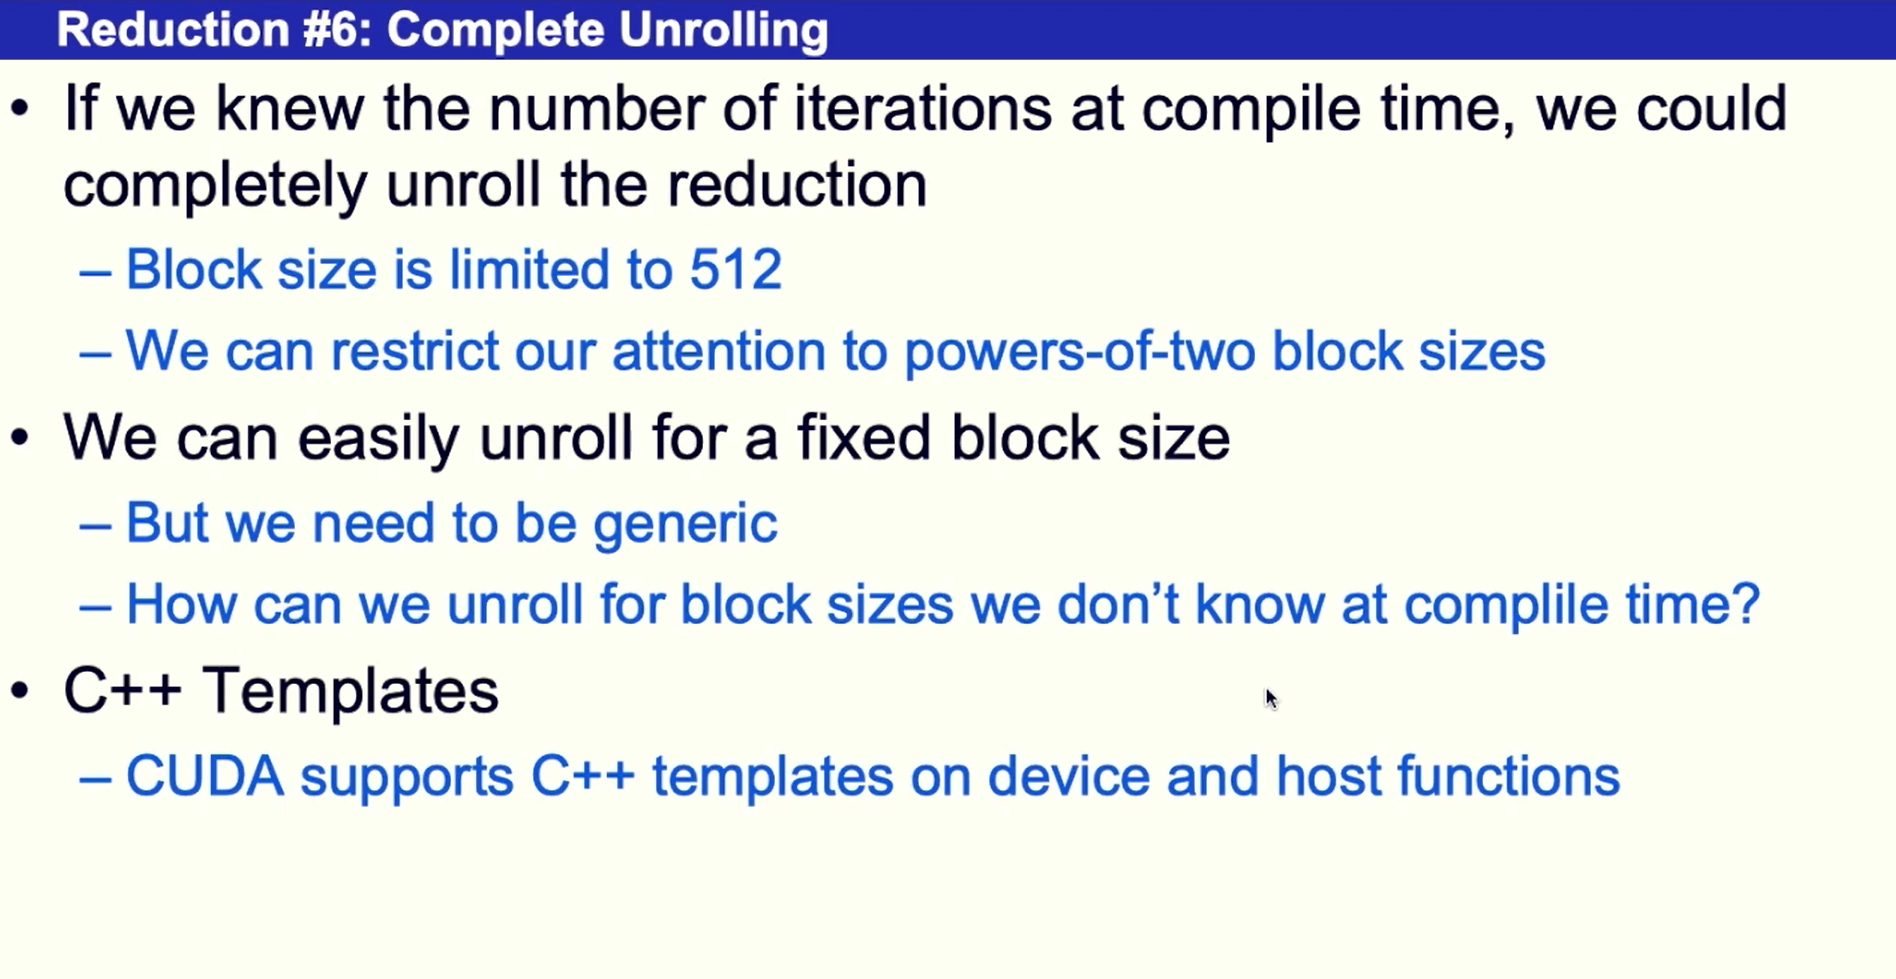 Reduction #6: Complete Unrolling
• If we knew the number of iterations at compile time, we could
completely unroll the reduction
– Block size is limited to 512
– We can restrict our attention to powers-of-two block sizes
• We can easily unroll for a fixed block size
– But we need to be generic
– How can we unroll for block sizes we don’t know at complile time?
• C++ Templates
– CUDA supports C++ templates on device and host functions